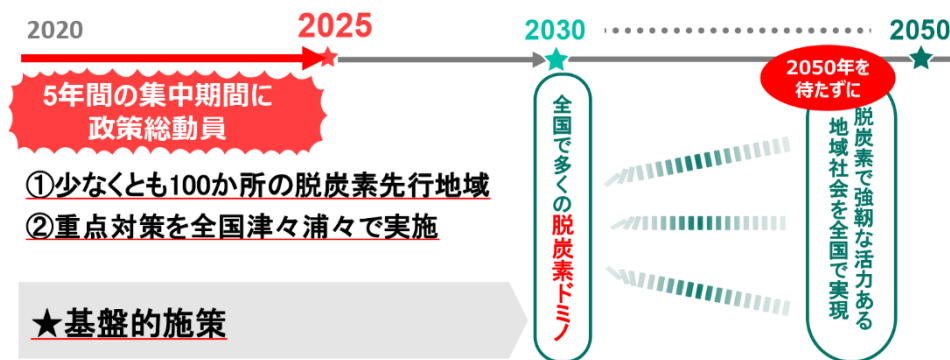 2020
2025
2030
2050
5年間の集中期間に
政策総動員
①少なくとも100か所の脱炭素先行地域
②重点対策を全国津々浦々で実施
★基盤的施策
全国で多くの脱炭素ドミノ
2050年を
待たずに
脱炭素で強靭な活力ある
地域社会を全国で実現